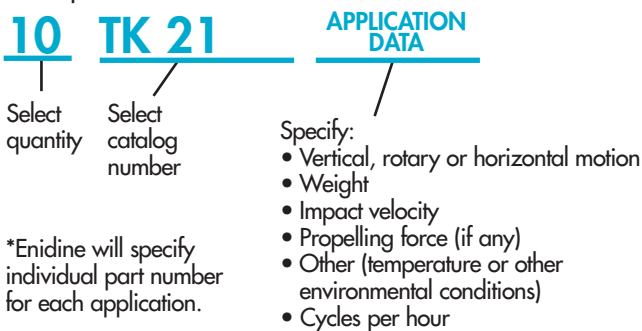 10 TK 21 APPLICATION
DATA
Select
quantity
Select
catalog
number
Specify:
• Vertical, rotary or horizontal motion
• Weight
• Impact velocity
• Propelling force (if any)
• Other (temperature or other
environmental conditions)
• Cycles per hour
*Enidine will specify
individual part number
for each application.